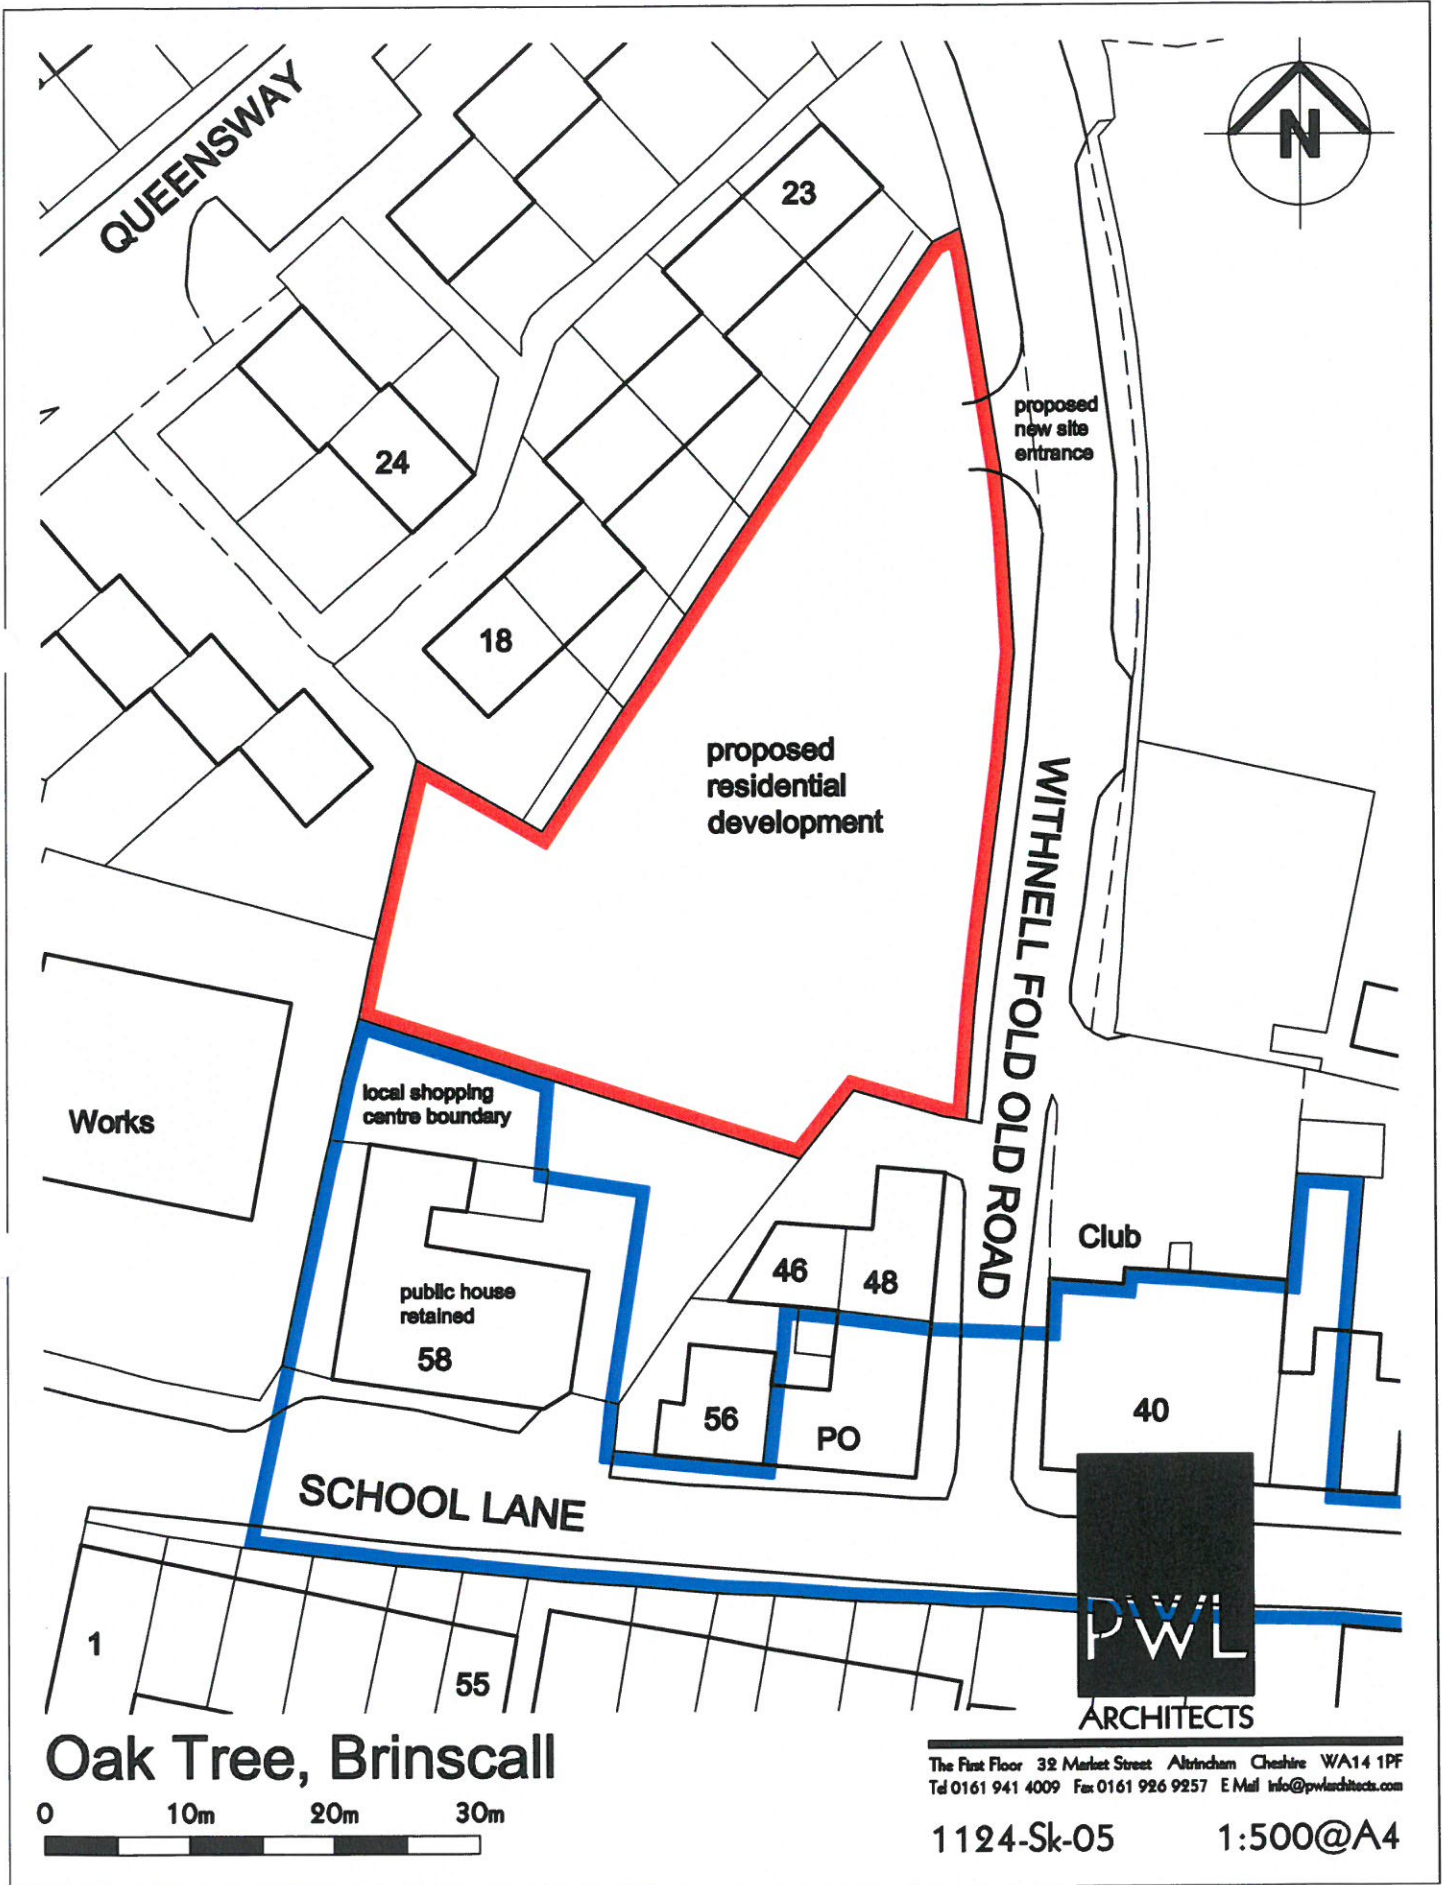 QUEENSWAY
N
23
proposed
new site
entrance
24
18
proposed
residential
development
WITHNELL FOLD OLD ROAD
local shopping
centre boundary
Works
Club
46
48
public house
retained
58
56
PO
40
SCHOOL LANE
1
55
PWL
ARCHITECTS
Oak Tree, Brinscall
0 10m 20m 30m
The First Floor 32 Market Street Altrincham Cheshire WA14 1PF
Tel 0161 941 4009 Fax 0161 926 9257 E Mail info@pwlarchitects.com
1124-Sk-05 1:500@A4